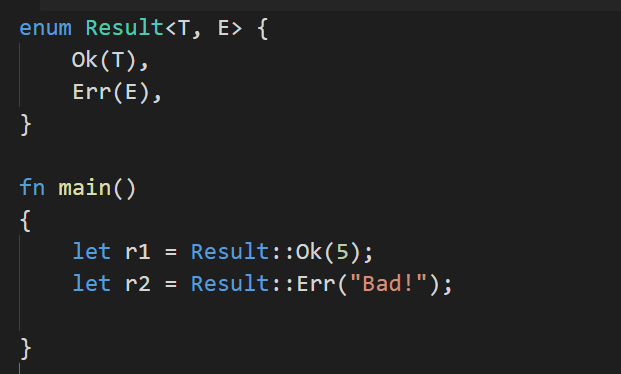 enum Result<T, E> {
    Ok(T),
    Err(E),
}
fn main()
{
    let r1 = Result::Ok(5);
    let r2 = Result::Err("Bad!");
}